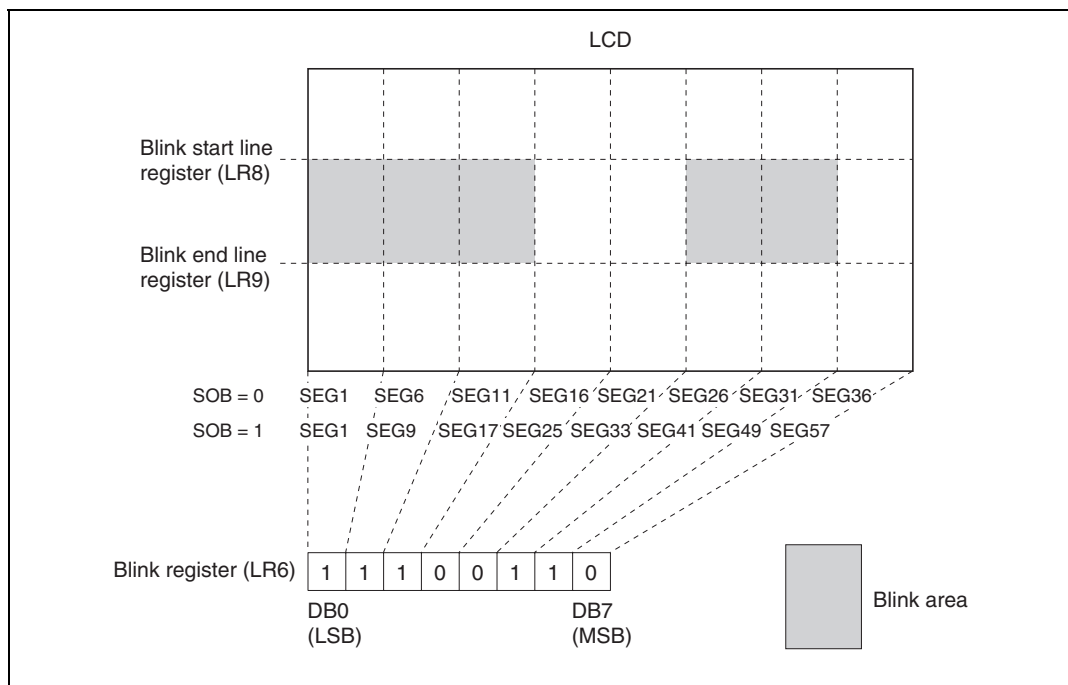 LCD
Blink start line
register (LR8)
Blink end line
register (LR9)
SOB = 0 SEG1 SEG6 SEG11 SEG16 SEG21 SEG26 SEG31 SEG36
SOB = 1 SEG1 SEG9 SEG17 SEG25 SEG33 SEG41 SEG49 SEG57
Blink register (LR6) 1 1 1 0 0 1 1 0
DB0 DB7
(LSB) (MSB)
Blink area